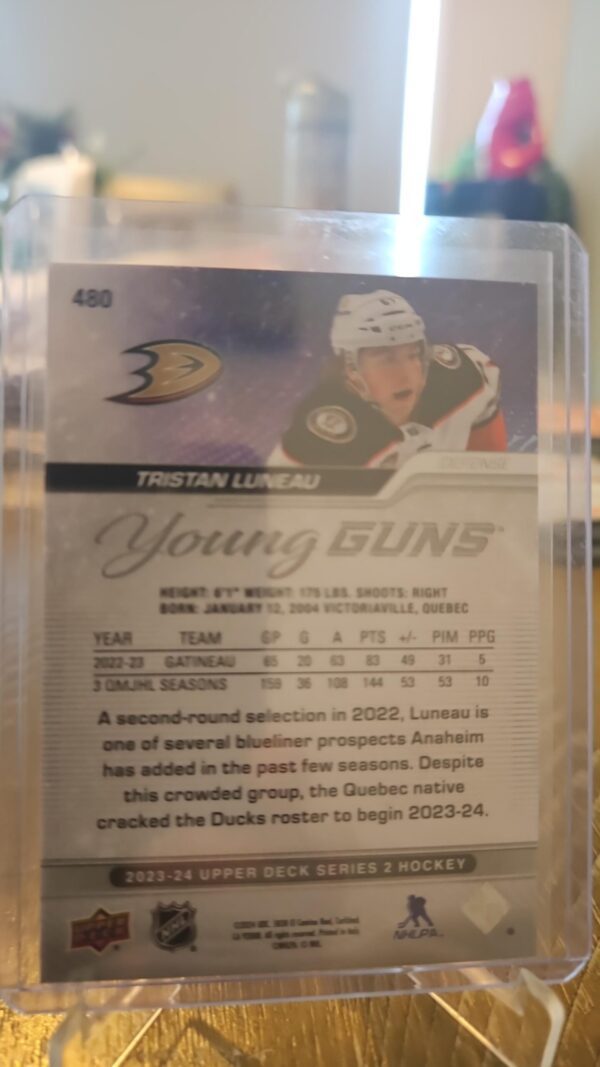 480
DEFENSE
TRISTAN LUNEAU
Young GUNS
HEIGHT: 6'1" WEIGHT: 175 LBS. SHOOTS: RIGHT
BORN: JANUARY 12, 2004 VICTORIAVILLE, QUEBEC
YEAR TEAM GP G A PTS +/- PIM PPG
2022-23 GATINEAU 65 20 63 83 49 31 5
3 QMJHL SEASONS 159 36 108 144 53 53 10
A second-round selection in 2022, Luneau is
one of several blueliner prospects Anaheim
has added in the past few seasons. Despite
this crowded group, the Quebec native
cracked the Ducks roster to begin 2023-24.
2023-24 UPPER DECK SERIES 2 HOCKEY
NHL
NHLPA